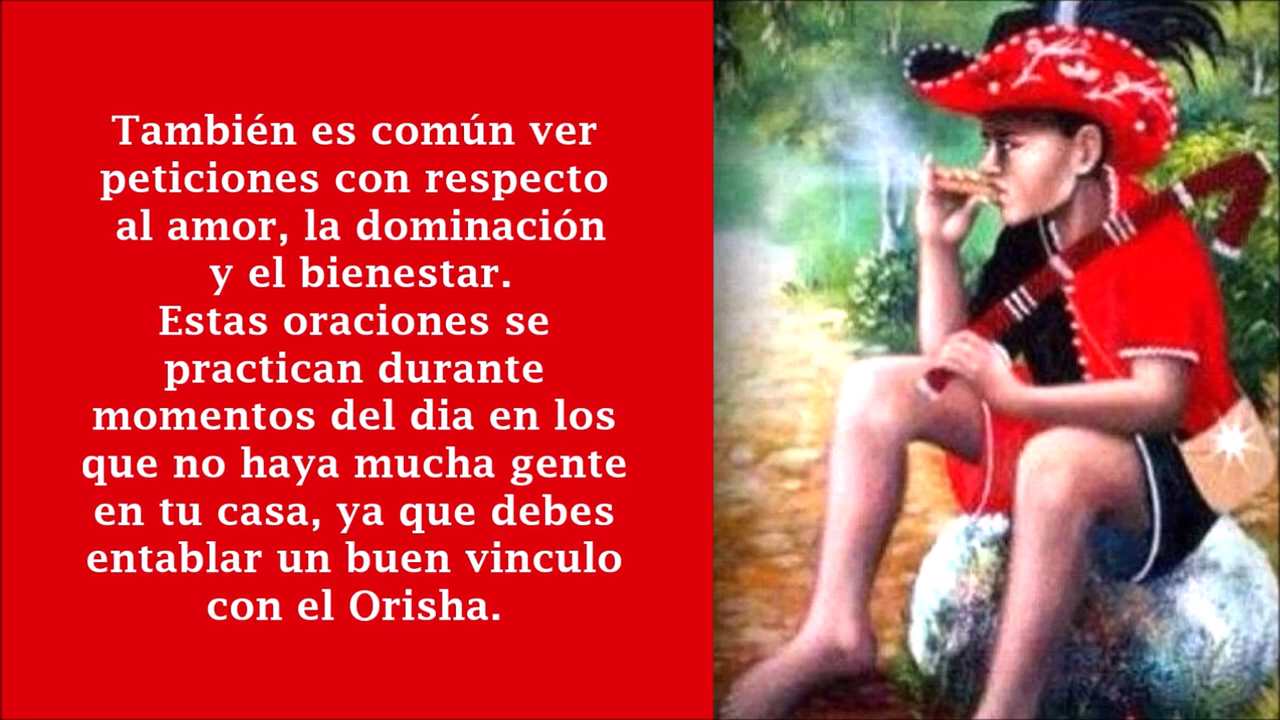 También es común ver
peticiones con respecto
al amor, la dominación
y el bienestar.
Estas oraciones se
practican durante
momentos del dia en los
que no haya mucha gente
en tu casa, ya que debes
entablar un buen vinculo
con el Orisha.